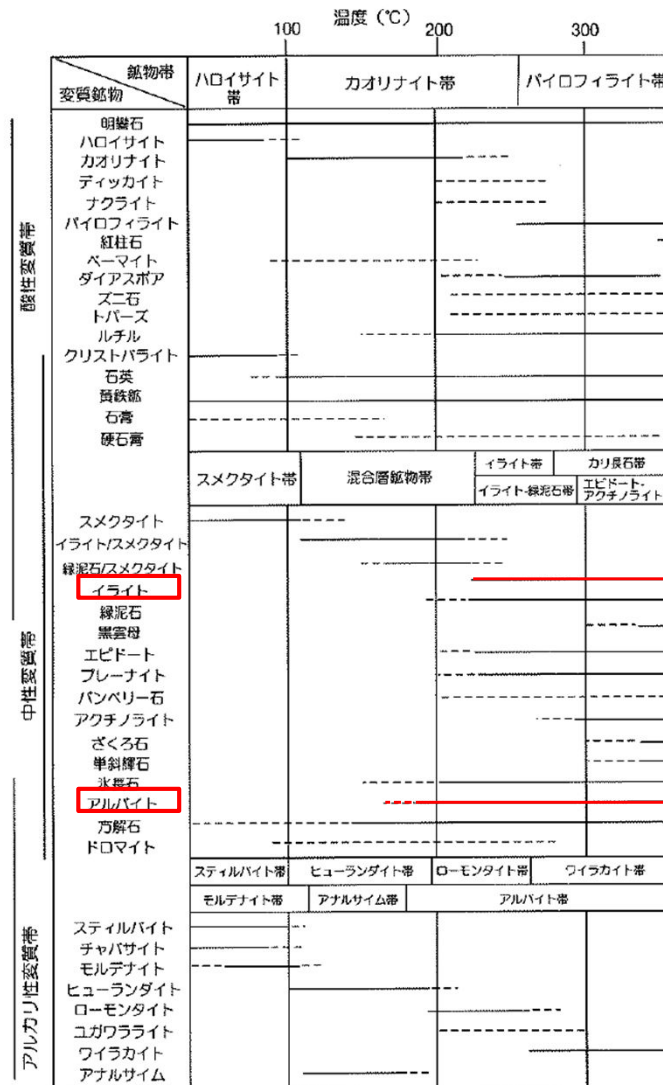 温度 (℃)
100 200 300
鉱物帯
変質鉱物
ハロイサイト帯
カオリナイト帯
パイロフィライト帯
酸性変質帯
明礬石
ハロイサイト
カオリナイト
ディッカイト
ナクライト
パイロフィライト
紅柱石
ベーマイト
ダイアスポア
ズニ石
トパーズ
ルチル
クリストバライト
石英
黄鉄鉱
石膏
硬石膏
スメクタイト帯
混合層鉱物帯
イライト帯
カリ長石帯
イライト-緑泥石帯
エピドート-
アクチノライト
中性変質帯
スメクタイト
イライト/スメクタイト
緑泥石/スメクタイト
イライト
緑泥石
黒雲母
エピドート
プレーナイト
パンペリー石
アクチノライト
ざくろ石
単斜輝石
氷長石
アルバイト
方解石
ドロマイト
スティルバイト帯
ヒューランダイト帯
ローモンタイト帯
ワイラカイト帯
モルデナイト帯
アナルサイム帯
アルバイト帯
アルカリ性変質帯
スティルバイト
チャバサイト
モルデナイト
ヒューランダイト
ローモンタイト
ユガワラライト
ワイラカイト
アナルサイム